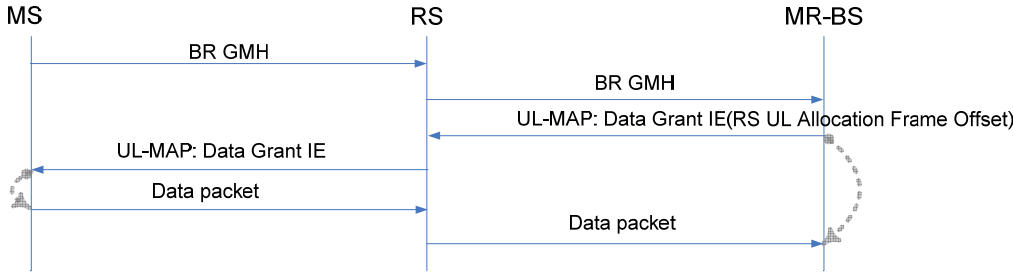 MS
RS
MR-BS
BR GMH
BR GMH
UL-MAP: Data Grant IE(RS UL Allocation Frame Offset)
UL-MAP: Data Grant IE
Data packet
Data packet